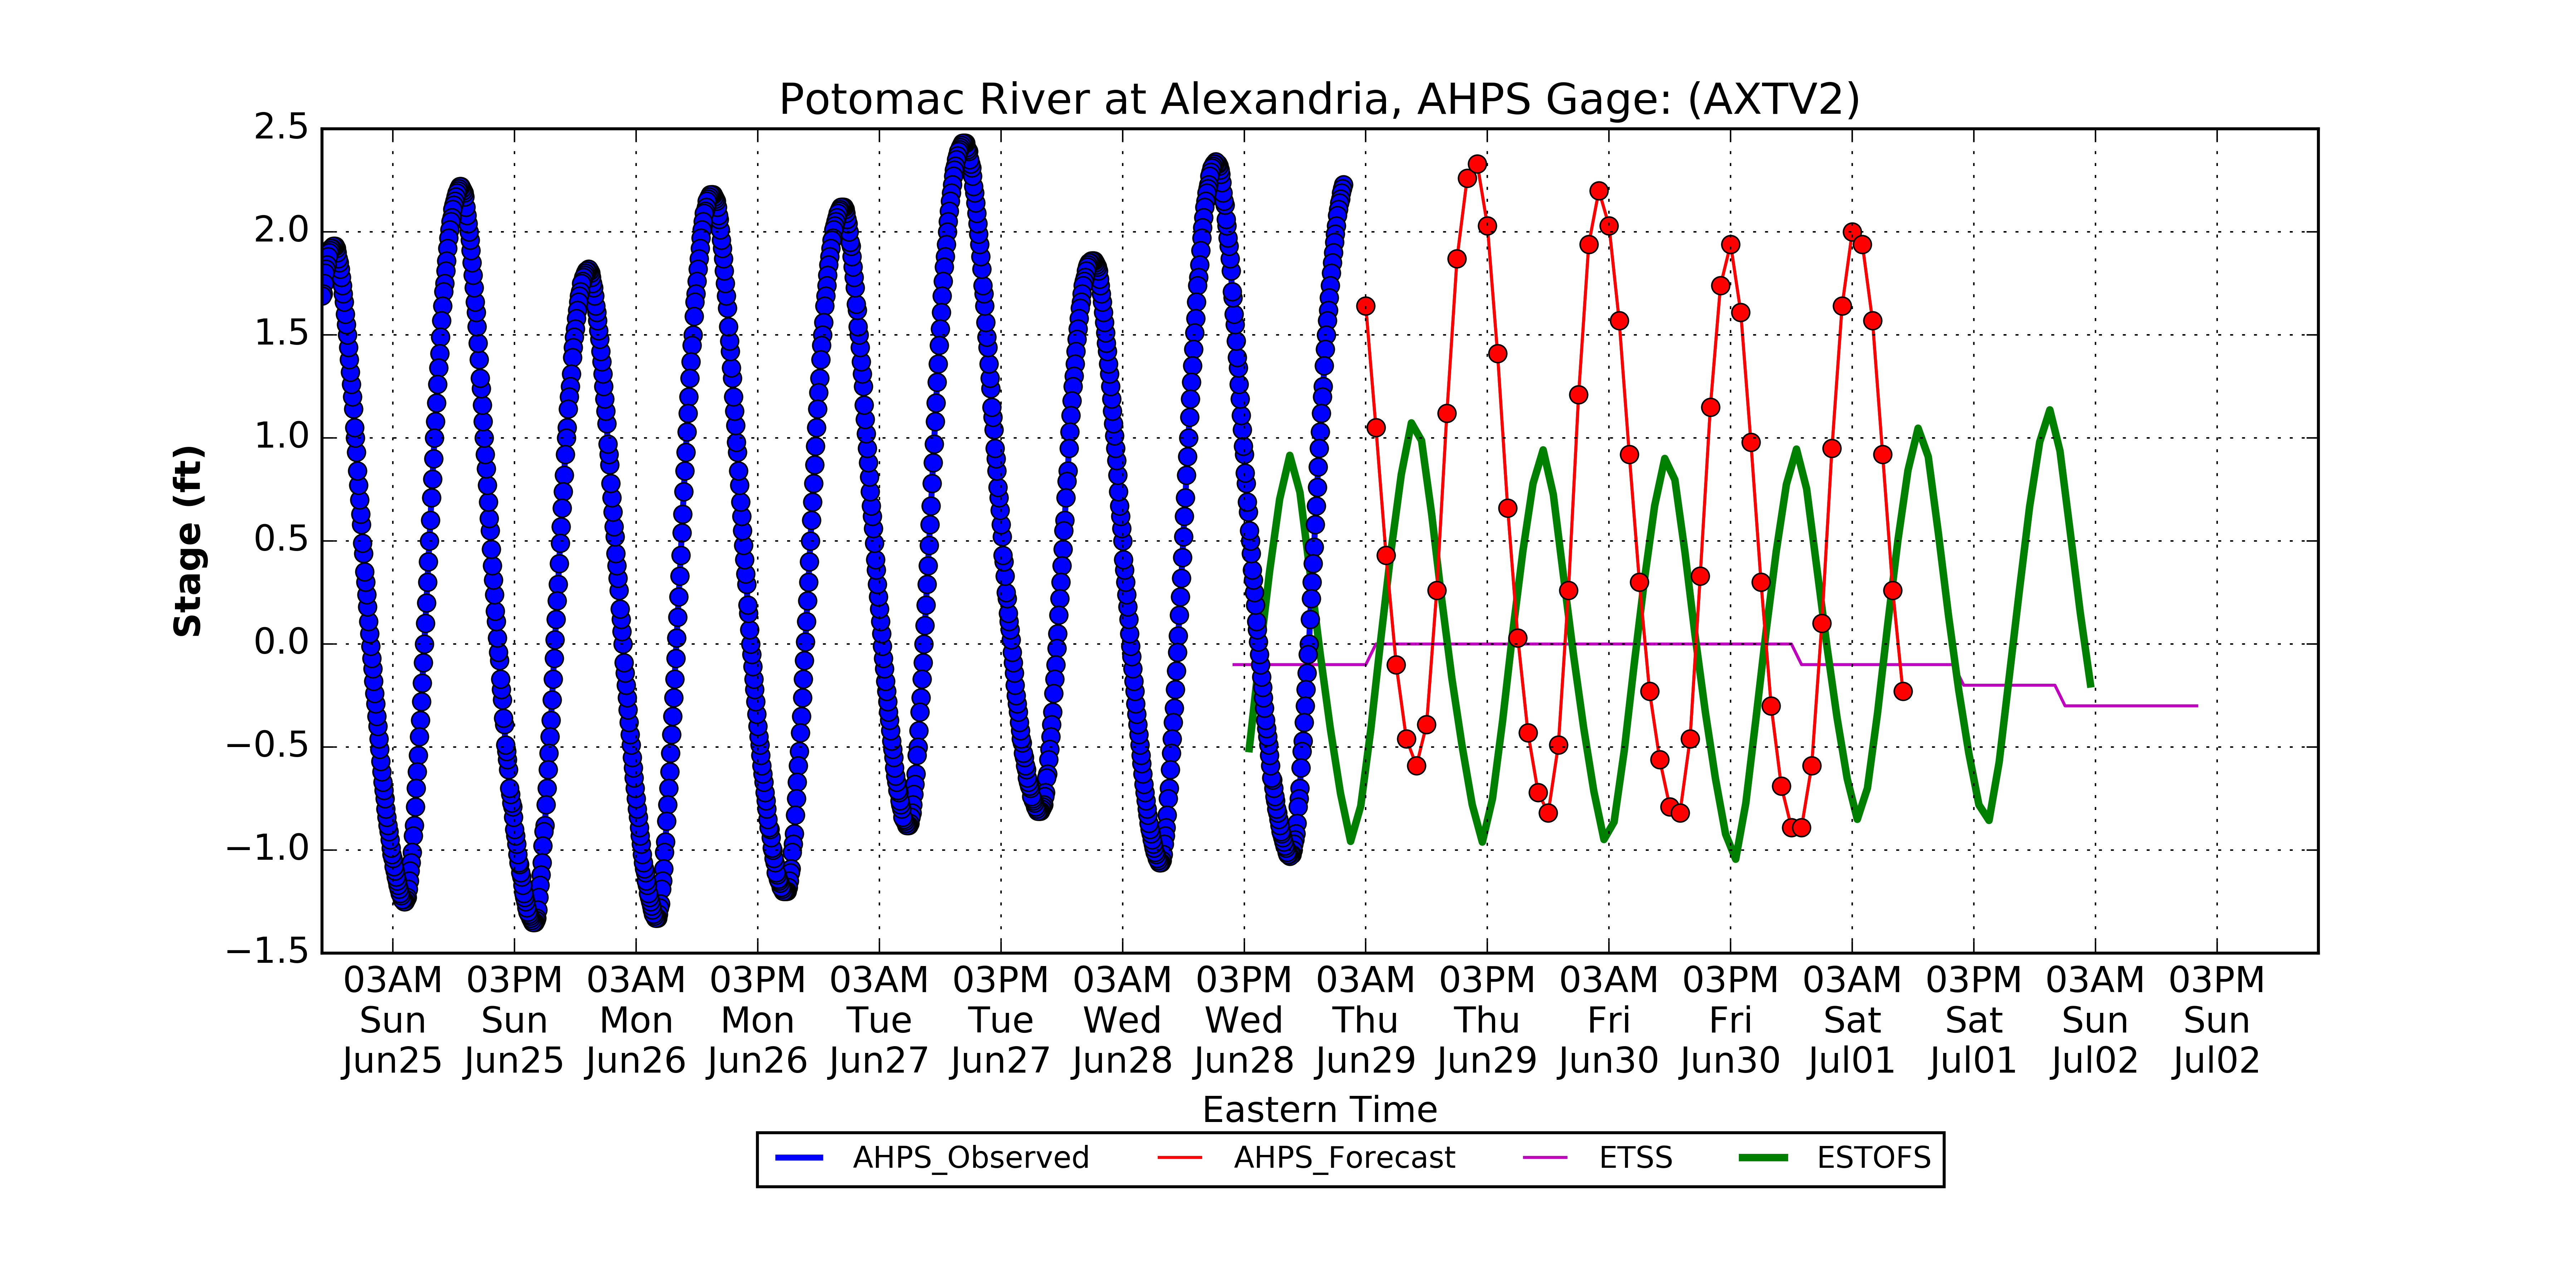 Potomac River at Alexandria, AHPS Gage: (AXTV2)
2.5
2.0
1.5
1.0
0.5
0.0
−0.5
−1.0
−1.5
Stage (ft)
03AM 03PM 03AM 03PM 03AM 03PM 03AM 03PM 03AM 03PM 03AM 03PM 03AM 03PM 03AM 03PM
Sun Sun Mon Mon Tue Tue Wed Wed Thu Thu Fri Fri Sat Sat Sun Sun
Jun25 Jun25 Jun26 Jun26 Jun27 Jun27 Jun28 Jun28 Jun29 Jun29 Jun30 Jun30 Jul01 Jul01 Jul02 Jul02
Eastern Time
AHPS_Observed AHPS_Forecast ETSS ESTOFS